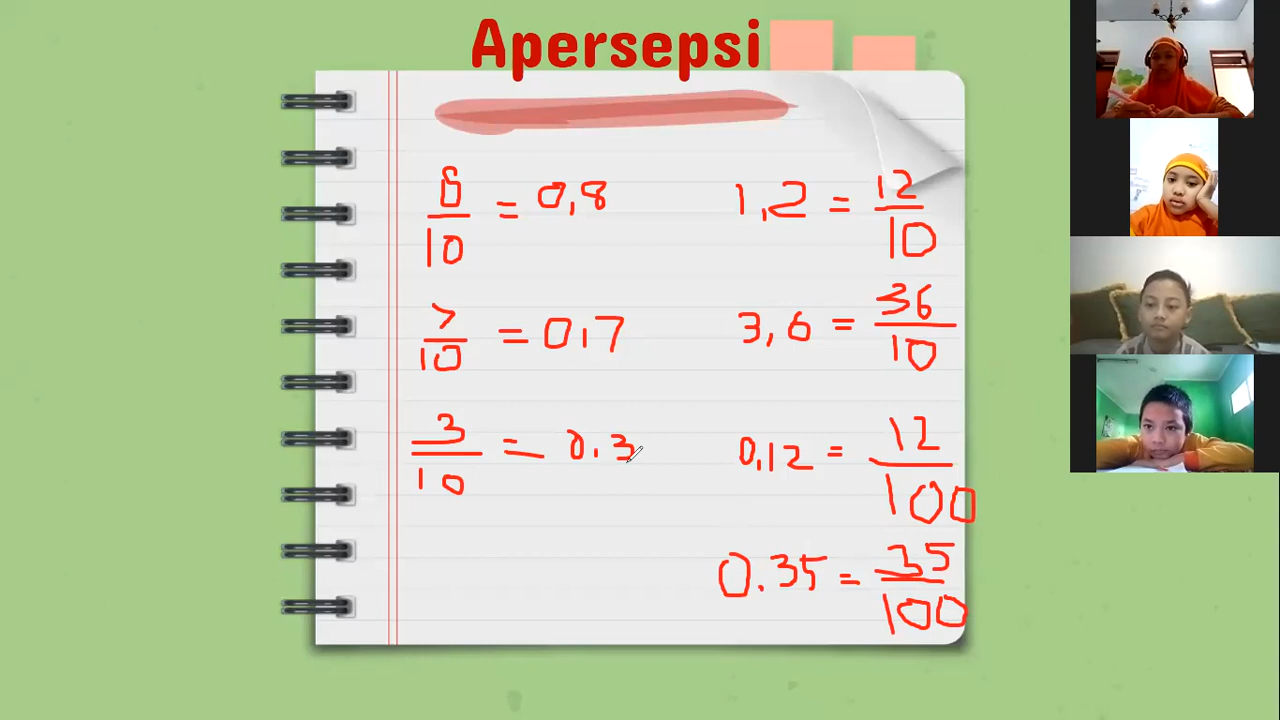 Apersepsi
8/10 = 0,8
7/10 = 0,7
3/10 = 0.3
1,2 = 12/10
3,6 = 36/10
0,12 = 12/100
0.35 = 35/100